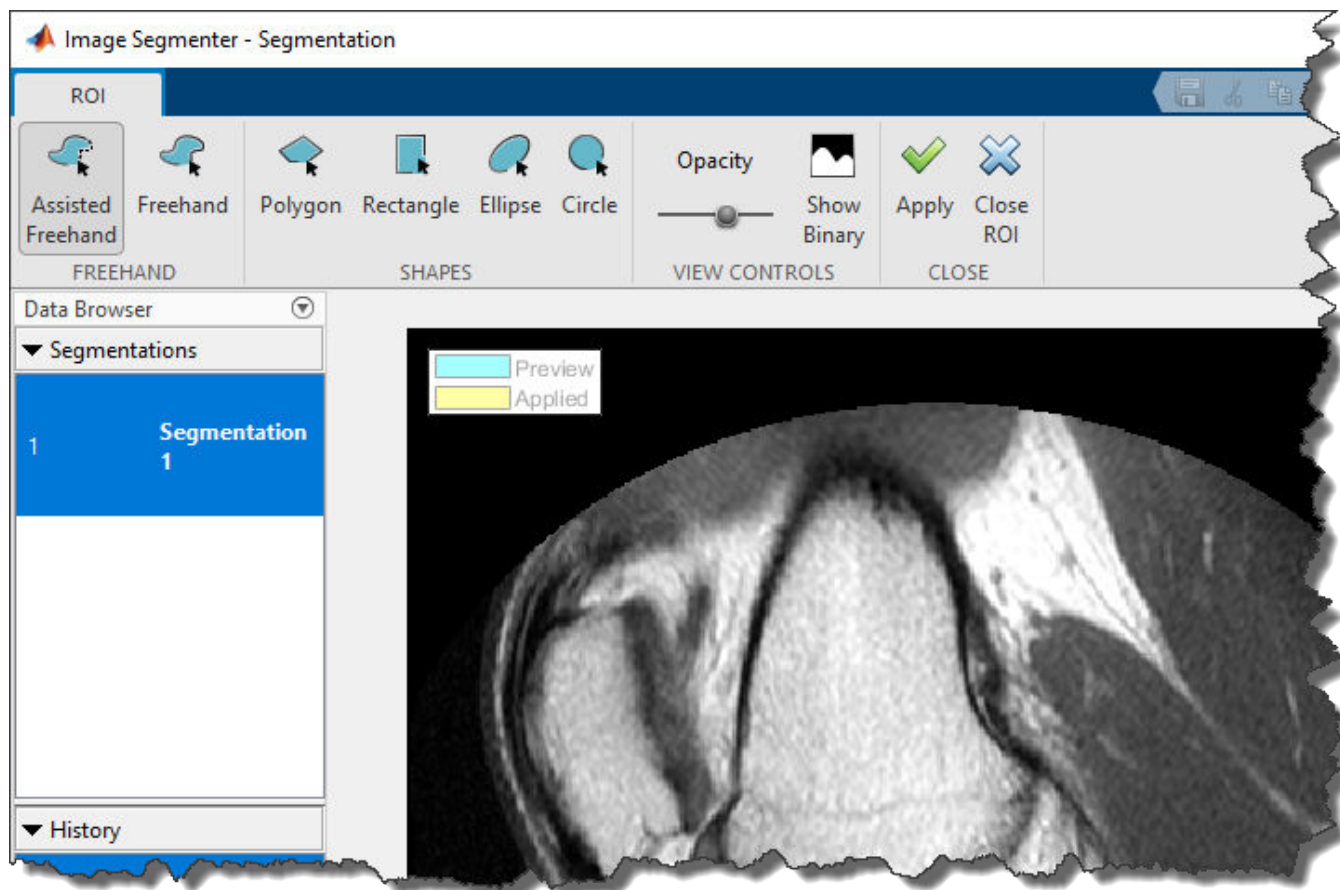 Image Segmenter - Segmentation
ROI
Assisted
Freehand
Freehand
Polygon
Rectangle
Ellipse
Circle
Opacity
Show
Binary
Apply
Close
ROI
FREEHAND
SHAPES
VIEW CONTROLS
CLOSE
Data Browser
Segmentations
1
Segmentation
1
Preview
Applied
History